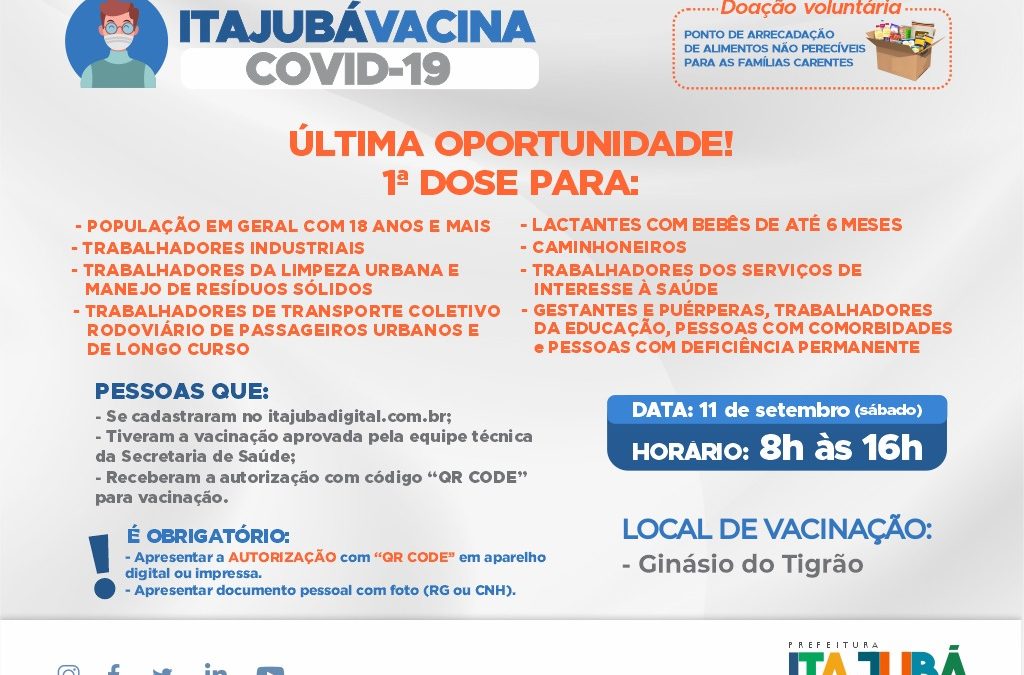 ITAJUBÁVACINA
COVID-19
Doação voluntária
PONTO DE ARRECADAÇÃO
DE ALIMENTOS NÃO PERECÍVEIS
PARA AS FAMÍLIAS CARENTES
ÚLTIMA OPORTUNIDADE!
1ª DOSE PARA:
- POPULAÇÃO EM GERAL COM 18 ANOS E MAIS
- TRABALHADORES INDUSTRIAIS
- TRABALHADORES DA LIMPEZA URBANA E
MANEJO DE RESÍDUOS SÓLIDOS
- TRABALHADORES DE TRANSPORTE COLETIVO
RODOVIÁRIO DE PASSAGEIROS URBANOS E
DE LONGO CURSO
- LACTANTES COM BEBÊS DE ATÉ 6 MESES
- CAMINHONEIROS
- TRABALHADORES DOS SERVIÇOS DE
INTERESSE À SAÚDE
- GESTANTES E PUÉRPERAS, TRABALHADORES
DA EDUCAÇÃO, PESSOAS COM COMORBIDADES
e PESSOAS COM DEFICIÊNCIA PERMANENTE
PESSOAS QUE:
- Se cadastraram no itajubadigital.com.br;
- Tiveram a vacinação aprovada pela equipe técnica
da Secretaria de Saúde;
- Receberam a autorização com código “QR CODE”
para vacinação.
DATA: 11 de setembro (sábado)
HORÁRIO: 8h às 16h
! É OBRIGATÓRIO:
- Apresentar a AUTORIZAÇÃO com “QR CODE” em aparelho
digital ou impressa.
- Apresentar documento pessoal com foto (RG ou CNH).
LOCAL DE VACINAÇÃO:
- Ginásio do Tigrão
PREFEITURA
ITAJUBÁ